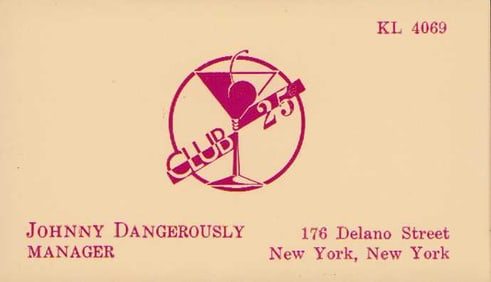 KL 4069
CLUB 25
JOHNNY DANGEROUSLY
MANAGER
176 Delano Street
New York, New York